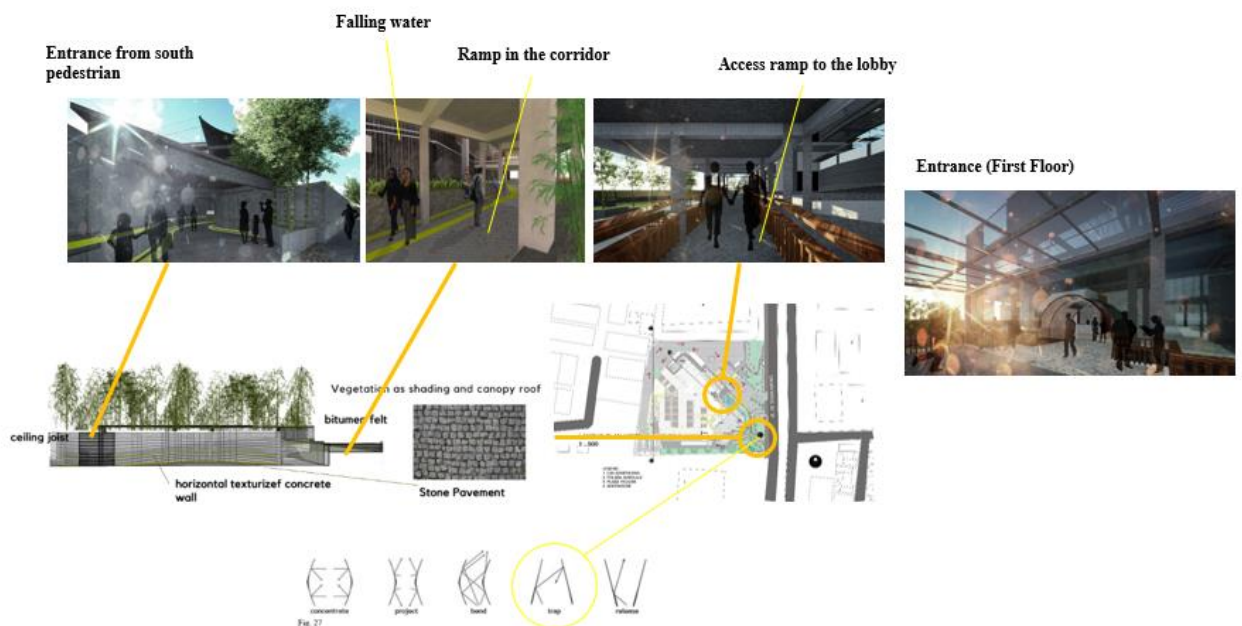 Falling water
Entrance from south
pedestrian
Ramp in the corridor
Access ramp to the lobby
Entrance (First Floor)
Vegetation as shading and canopy roof
bitumen felt
ceiling joist
horizontal texturizef concrete
wall
Stone Pavement
concentrate
project
bend
trap
release
Fig. 27